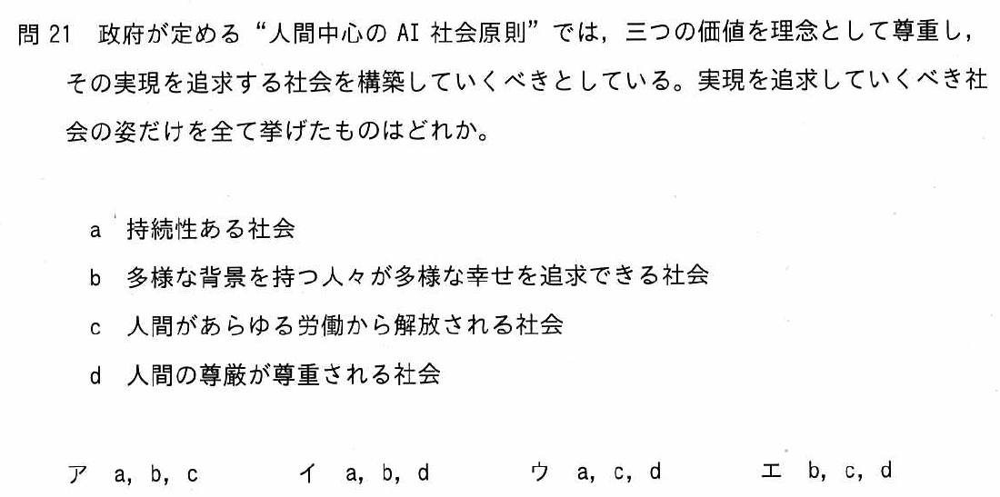 問 21 政府が定める“人間中心の AI 社会原則”では，三つの価値を理念として尊重し，
その実現を追求する社会を構築していくべきとしている。実現を追求していくべき社
会の姿だけを全て挙げたものはどれか。
a 持続性ある社会
b 多様な背景を持つ人々が多様な幸せを追求できる社会
c 人間があらゆる労働から解放される社会
d 人間の尊厳が尊重される社会
ア a，b，c イ a，b，d ウ a，c，d エ b，c，d